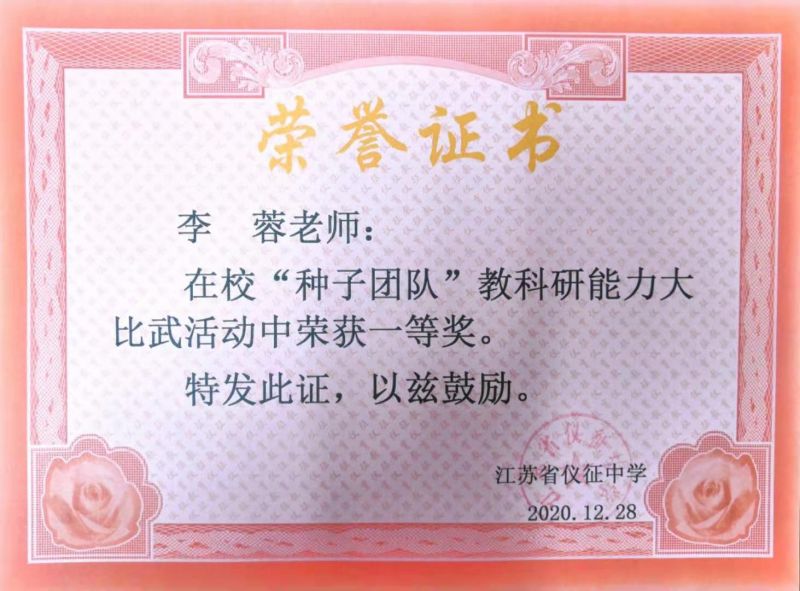 荣誉证书
李 蓉老师：
在校“种子团队”教科研能力大
比武活动中荣获一等奖。
特发此证，以兹鼓励。
江苏省仪征中学
2020.12.28